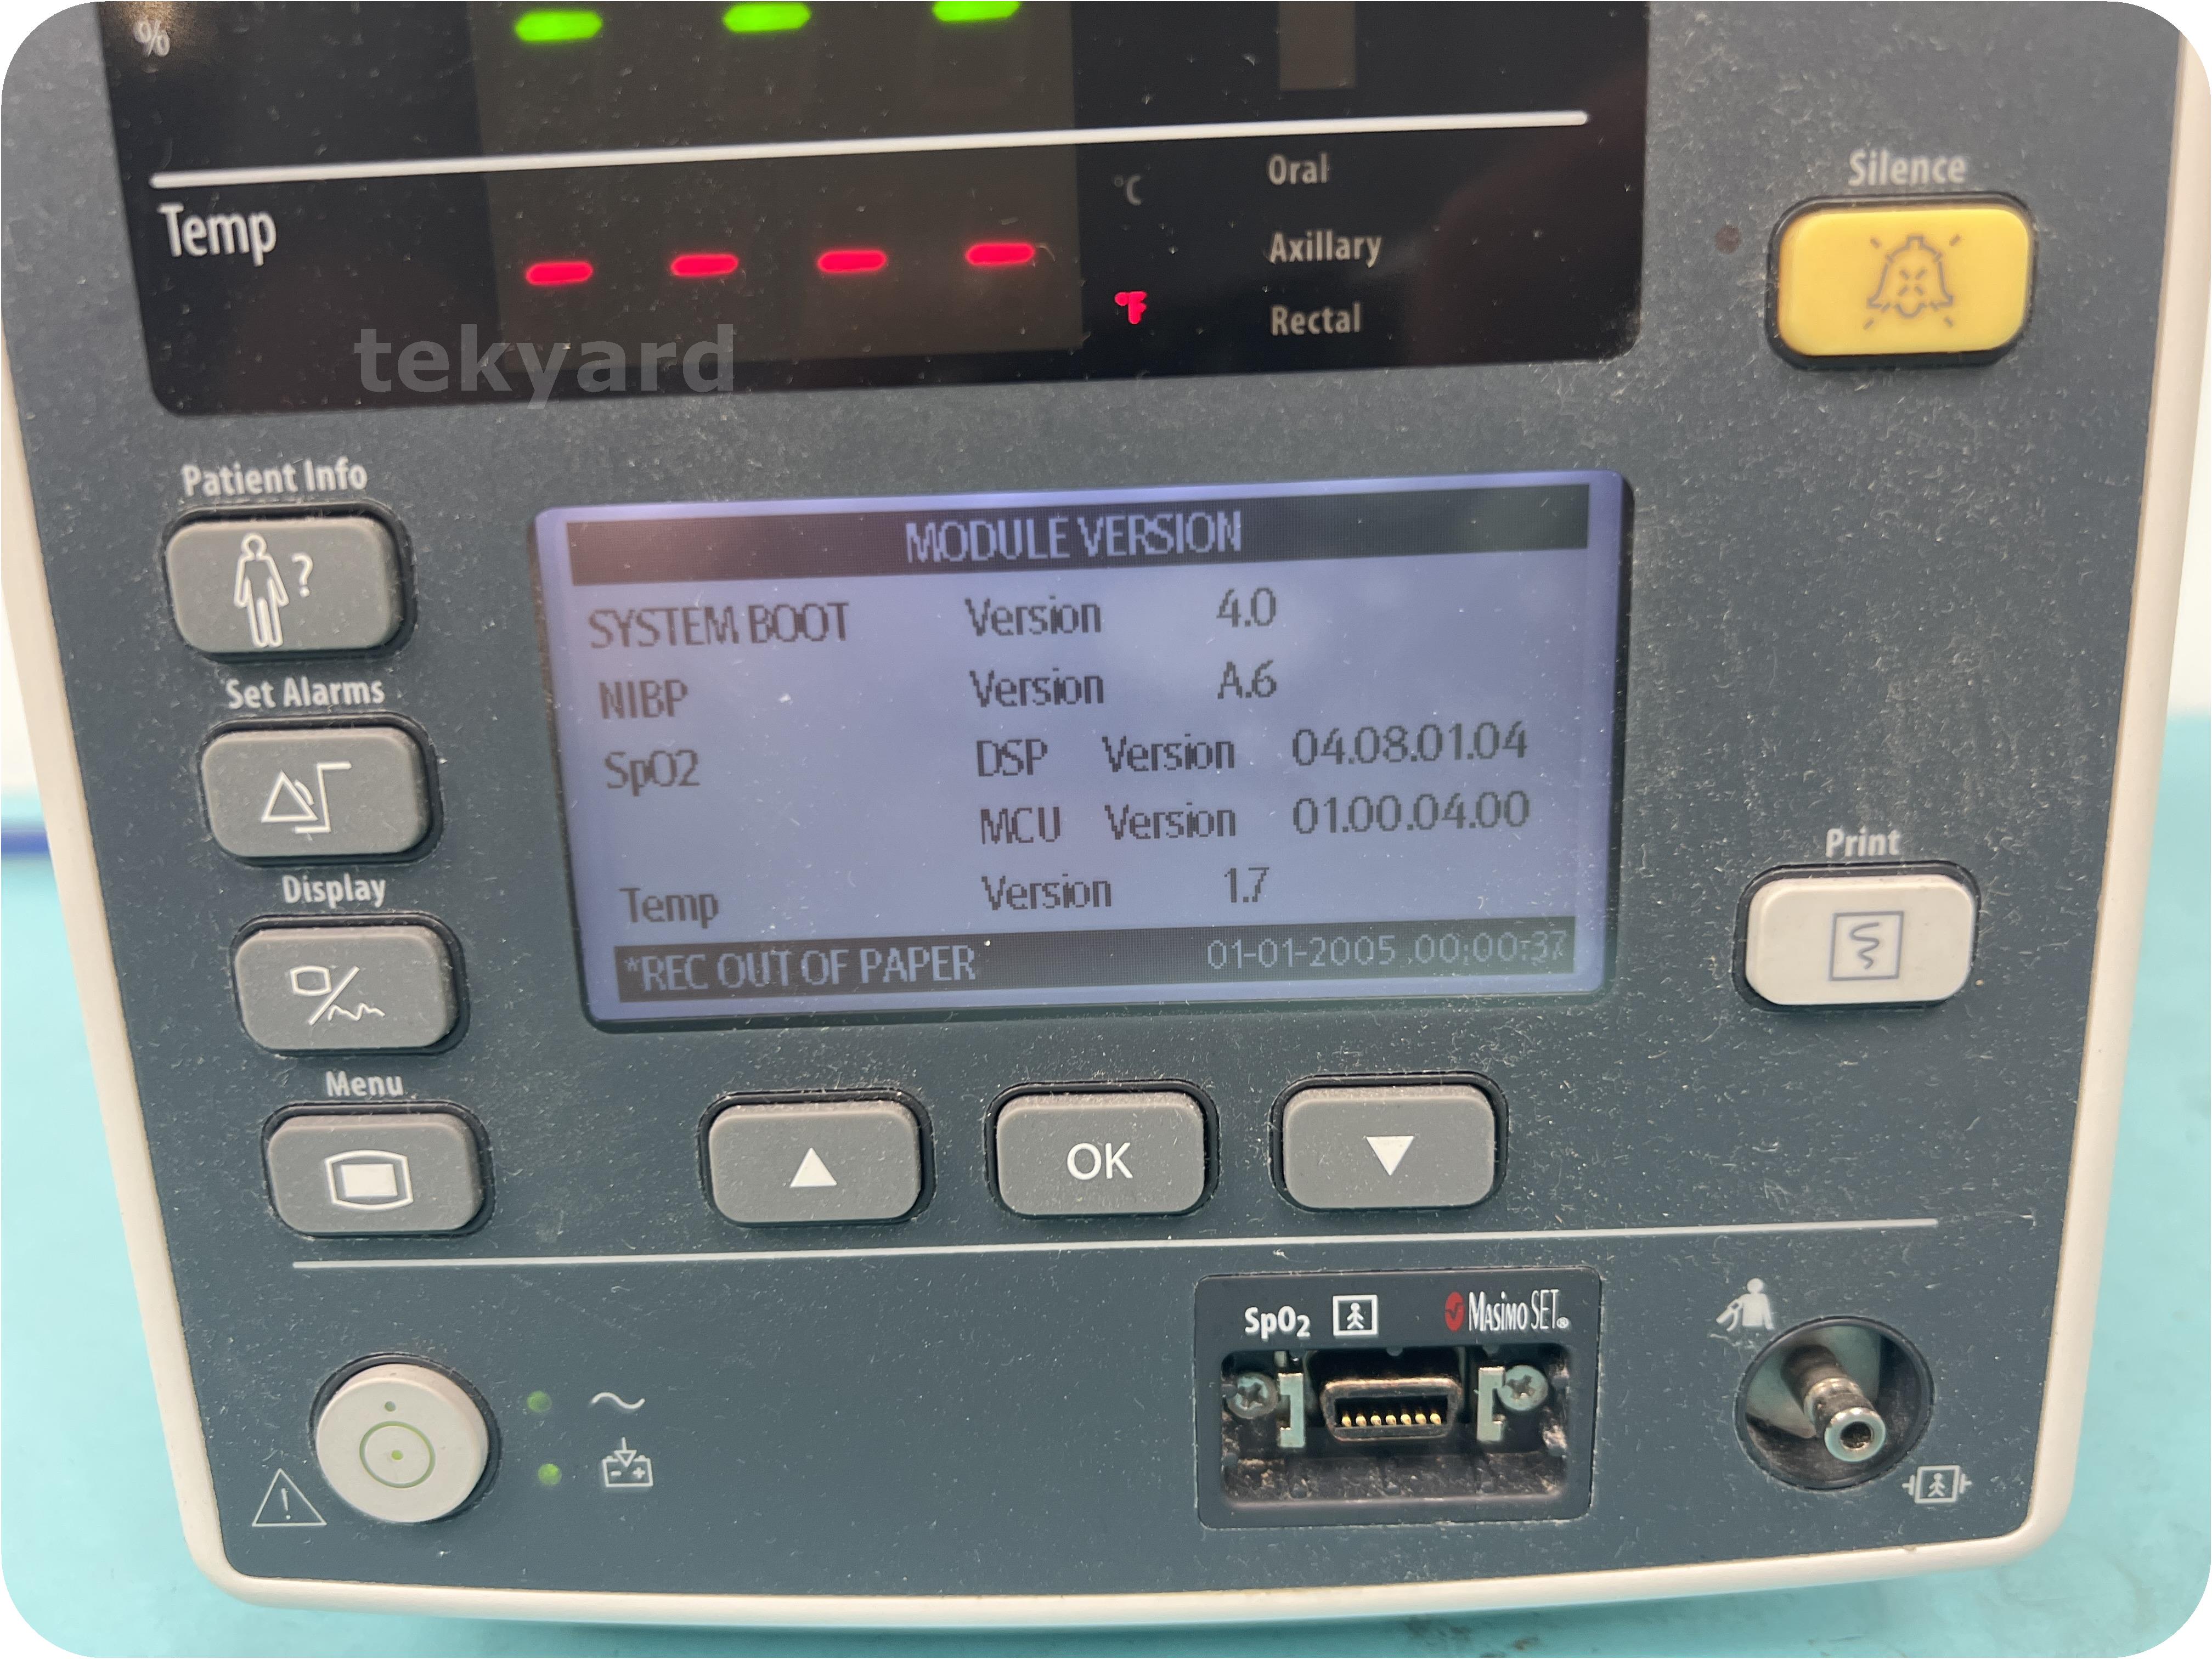 %
Temp
°C
°F
Oral
Axillary
Rectal
Silence
tekyard
Patient Info
?
Set Alarms
Display
Menu
MODULE VERSION
SYSTEM BOOT Version 4.0
NIBP Version A.6
SpO2 DSP Version 04.08.01.04
MCU Version 01.00.04.00
Temp Version 1.7
*REC OUT OF PAPER 01-01-2005 00:00:37
Print
OK
SpO2 Masimo SET®